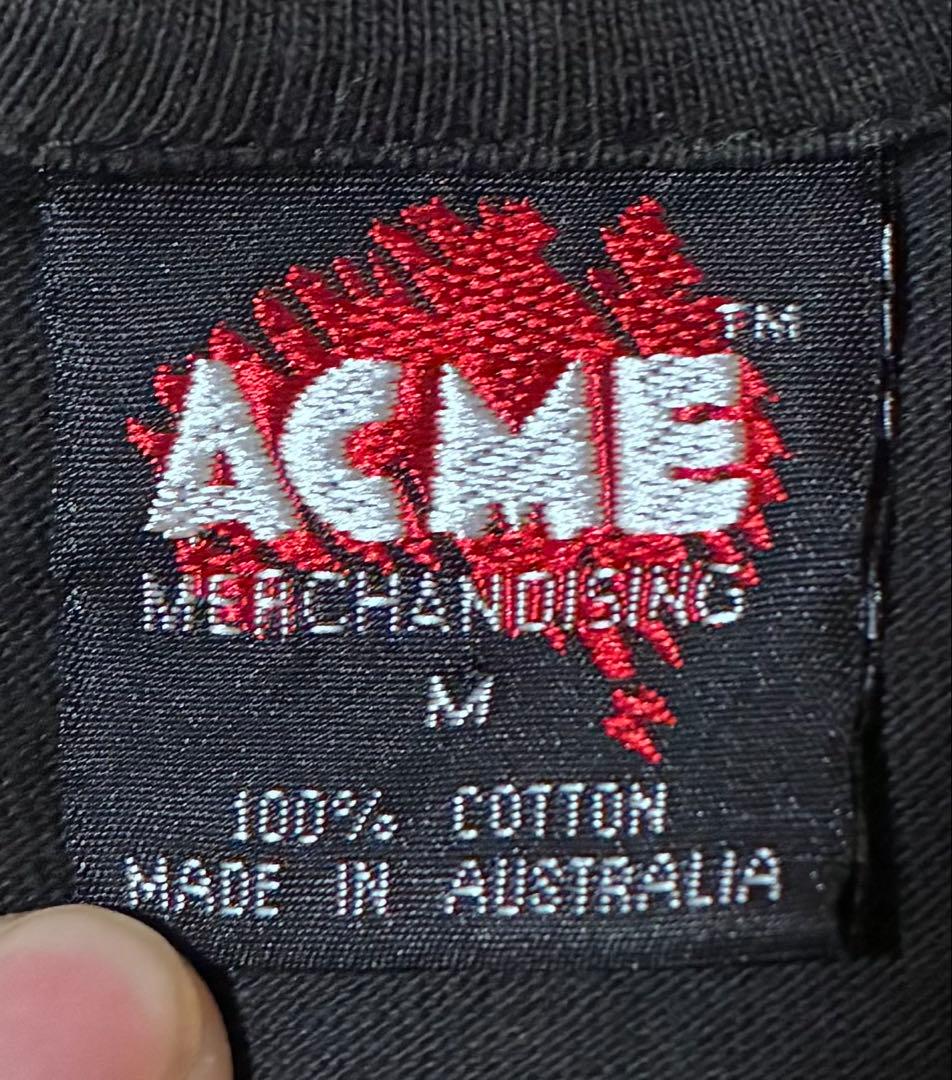 ACME™
MERCHANDISING
M
100% COTTON
MADE IN AUSTRALIA